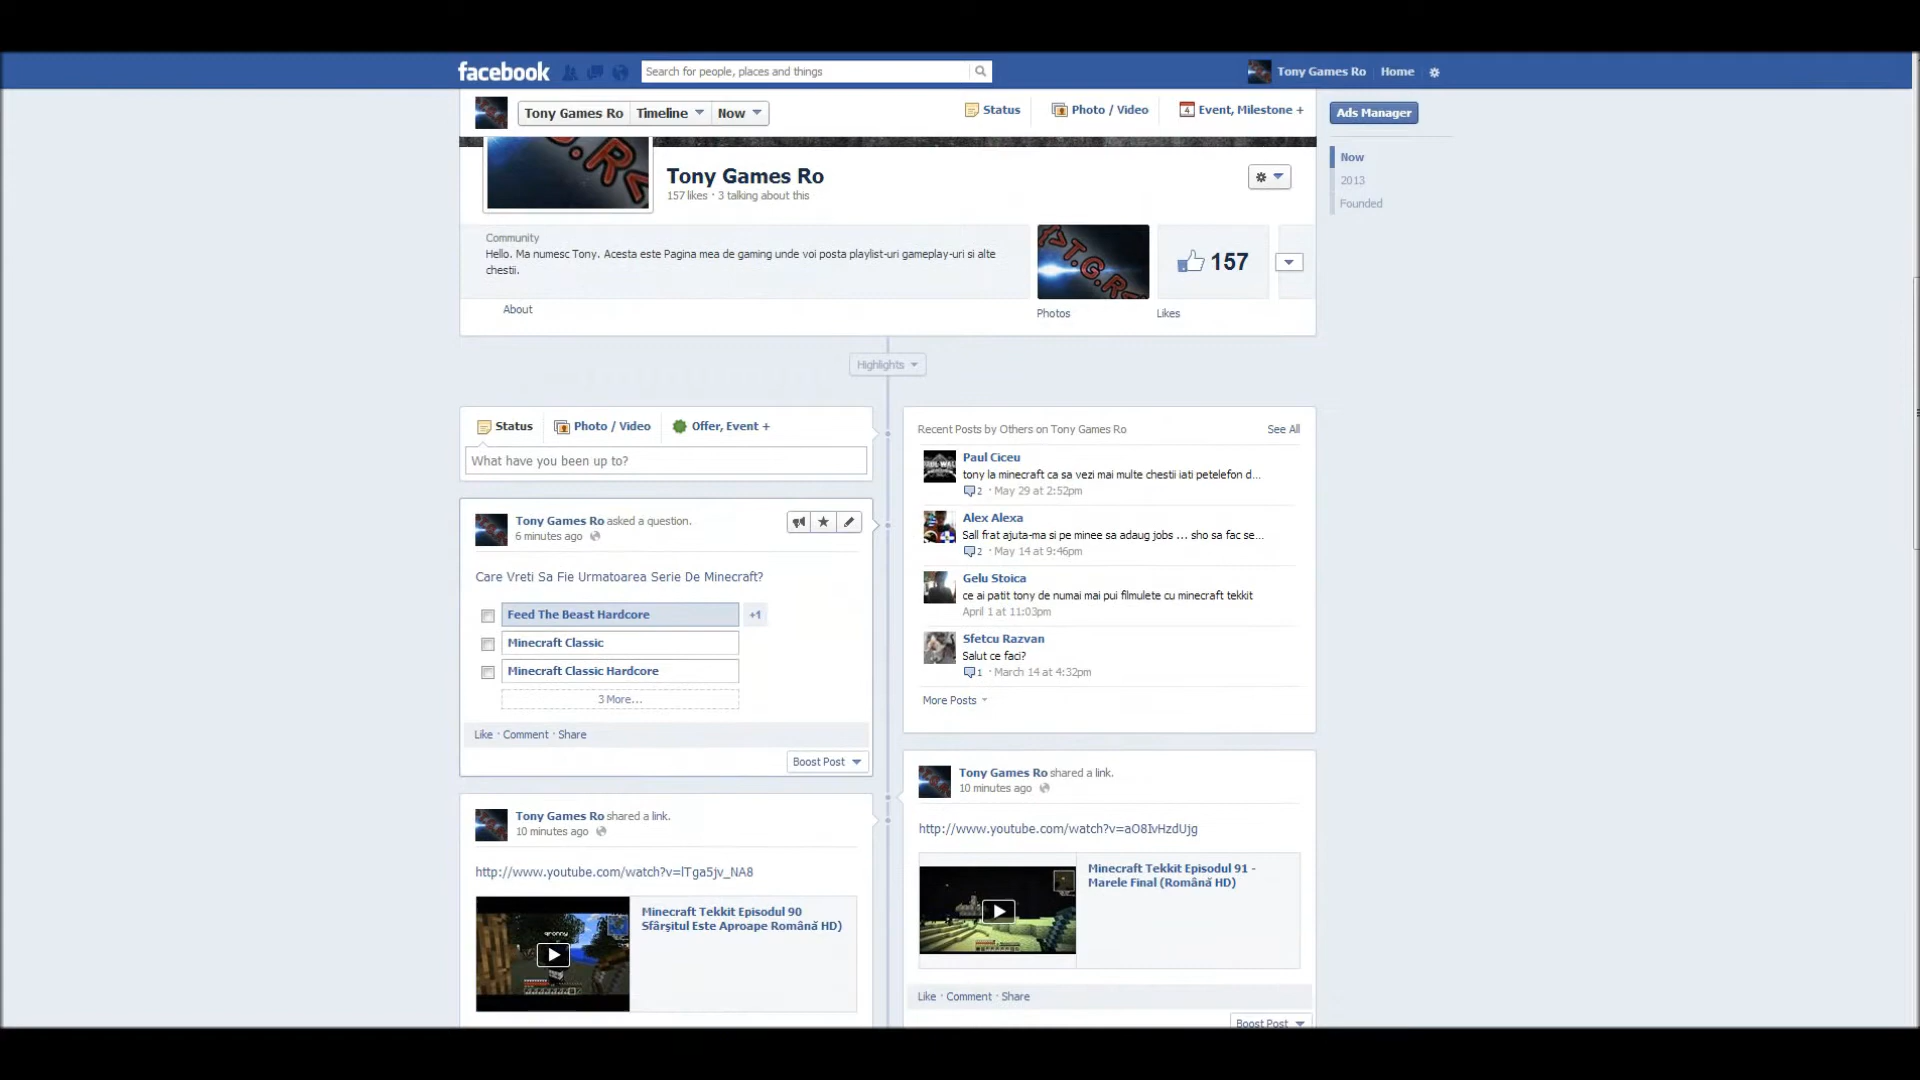 facebook
Search for people, places and things
Tony Games Ro
Home
Tony Games Ro
Timeline
Now
Status
Photo / Video
Event, Milestone +
Ads Manager
Now
2013
Founded
Tony Games Ro
157 likes · 3 talking about this
Community
Hello. Ma numesc Tony. Acesta este Pagina mea de gaming unde voi posta playlist-uri gameplay-uri si alte
chestii.
About
T.G.R<
Photos
157
Likes
Highlights
Status
Photo / Video
Offer, Event +
What have you been up to?
Tony Games Ro asked a question.
6 minutes ago
Care Vreti Sa Fie Urmatoarea Serie De Minecraft?
Feed The Beast Hardcore
+1
Minecraft Classic
Minecraft Classic Hardcore
3 More...
Like · Comment · Share
Boost Post
Tony Games Ro shared a link.
10 minutes ago
http://www.youtube.com/watch?v=lTga5jv_NA8
Minecraft Tekkit Episodul 90
Sfârşitul Este Aproape Română HD)
Recent Posts by Others on Tony Games Ro
See All
Paul Ciceu
tony la minecraft ca sa vezi mai multe chestii iati petelefon d...
2 · May 29 at 2:52pm
Alex Alexa
Sall frat ajuta-ma si pe minee sa adaug jobs ... sho sa fac se...
2 · May 14 at 9:46pm
Gelu Stoica
ce ai patit tony de numai mai pui filmulete cu minecraft tekkit
April 1 at 11:03pm
Sfetcu Razvan
Salut ce faci?
1 · March 14 at 4:32pm
More Posts
Tony Games Ro shared a link.
10 minutes ago
http://www.youtube.com/watch?v=aO8IvHzdUjg
Minecraft Tekkit Episodul 91 -
Marele Final (Română HD)
Like · Comment · Share
Boost Post